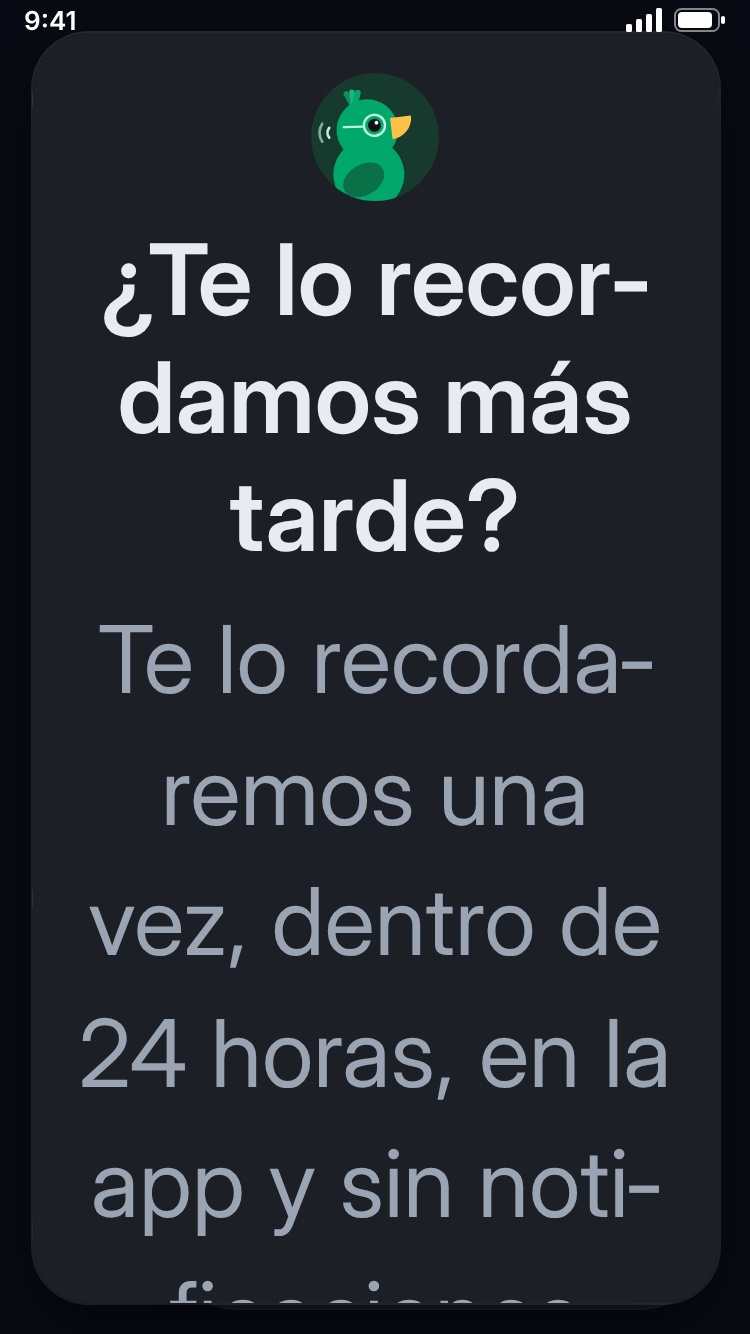 9:41
¿Te lo recor-
damos más
tarde?
Te lo recorda-
remos una
vez, dentro de
24 horas, en la
app y sin noti-